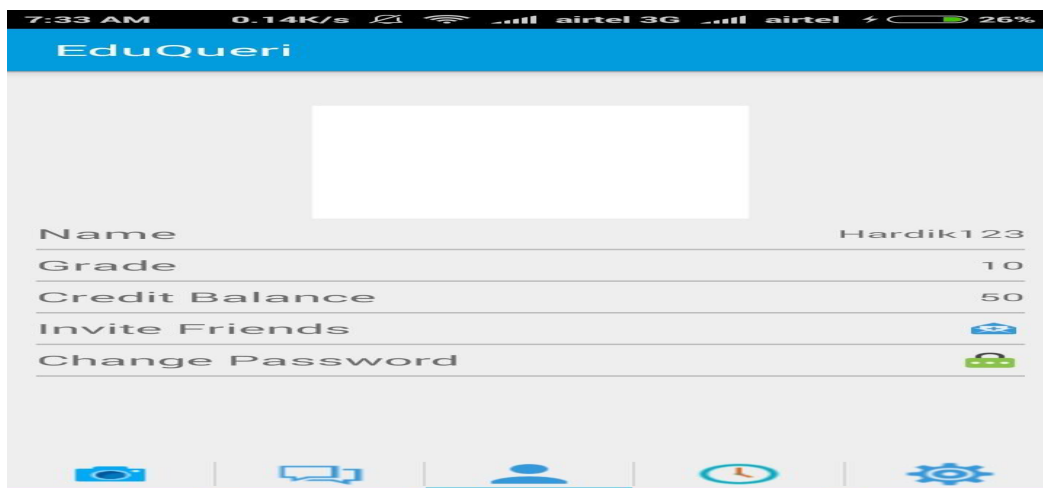 7:33 AM 0.14K/s airtel 3G airtel 26%
EduQueri
Name Hardik123
Grade 10
Credit Balance 50
Invite Friends
Change Password